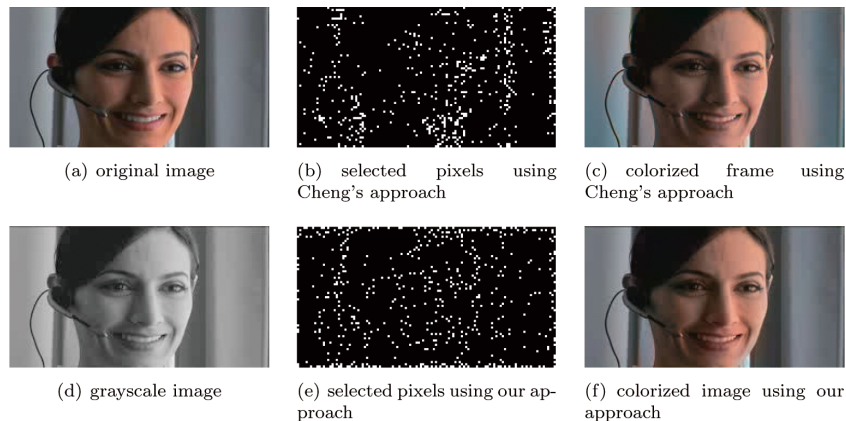 (a) original image
(b) selected pixels using
Cheng's approach
(c) colorized frame using
Cheng's approach
(d) grayscale image
(e) selected pixels using our ap-
proach
(f) colorized image using our
approach